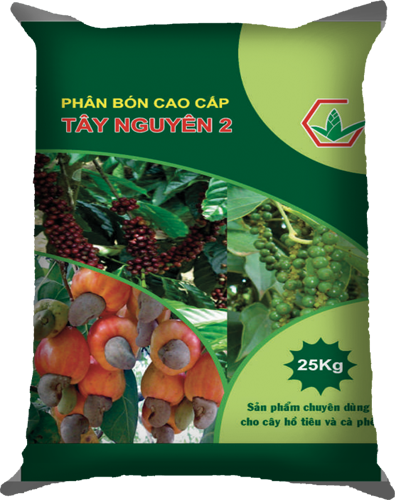 PHÂN BÓN CAO CẤP
TÂY NGUYÊN 2
25Kg
Sản phẩm chuyên dùng
cho cây hồ tiêu và cà phê